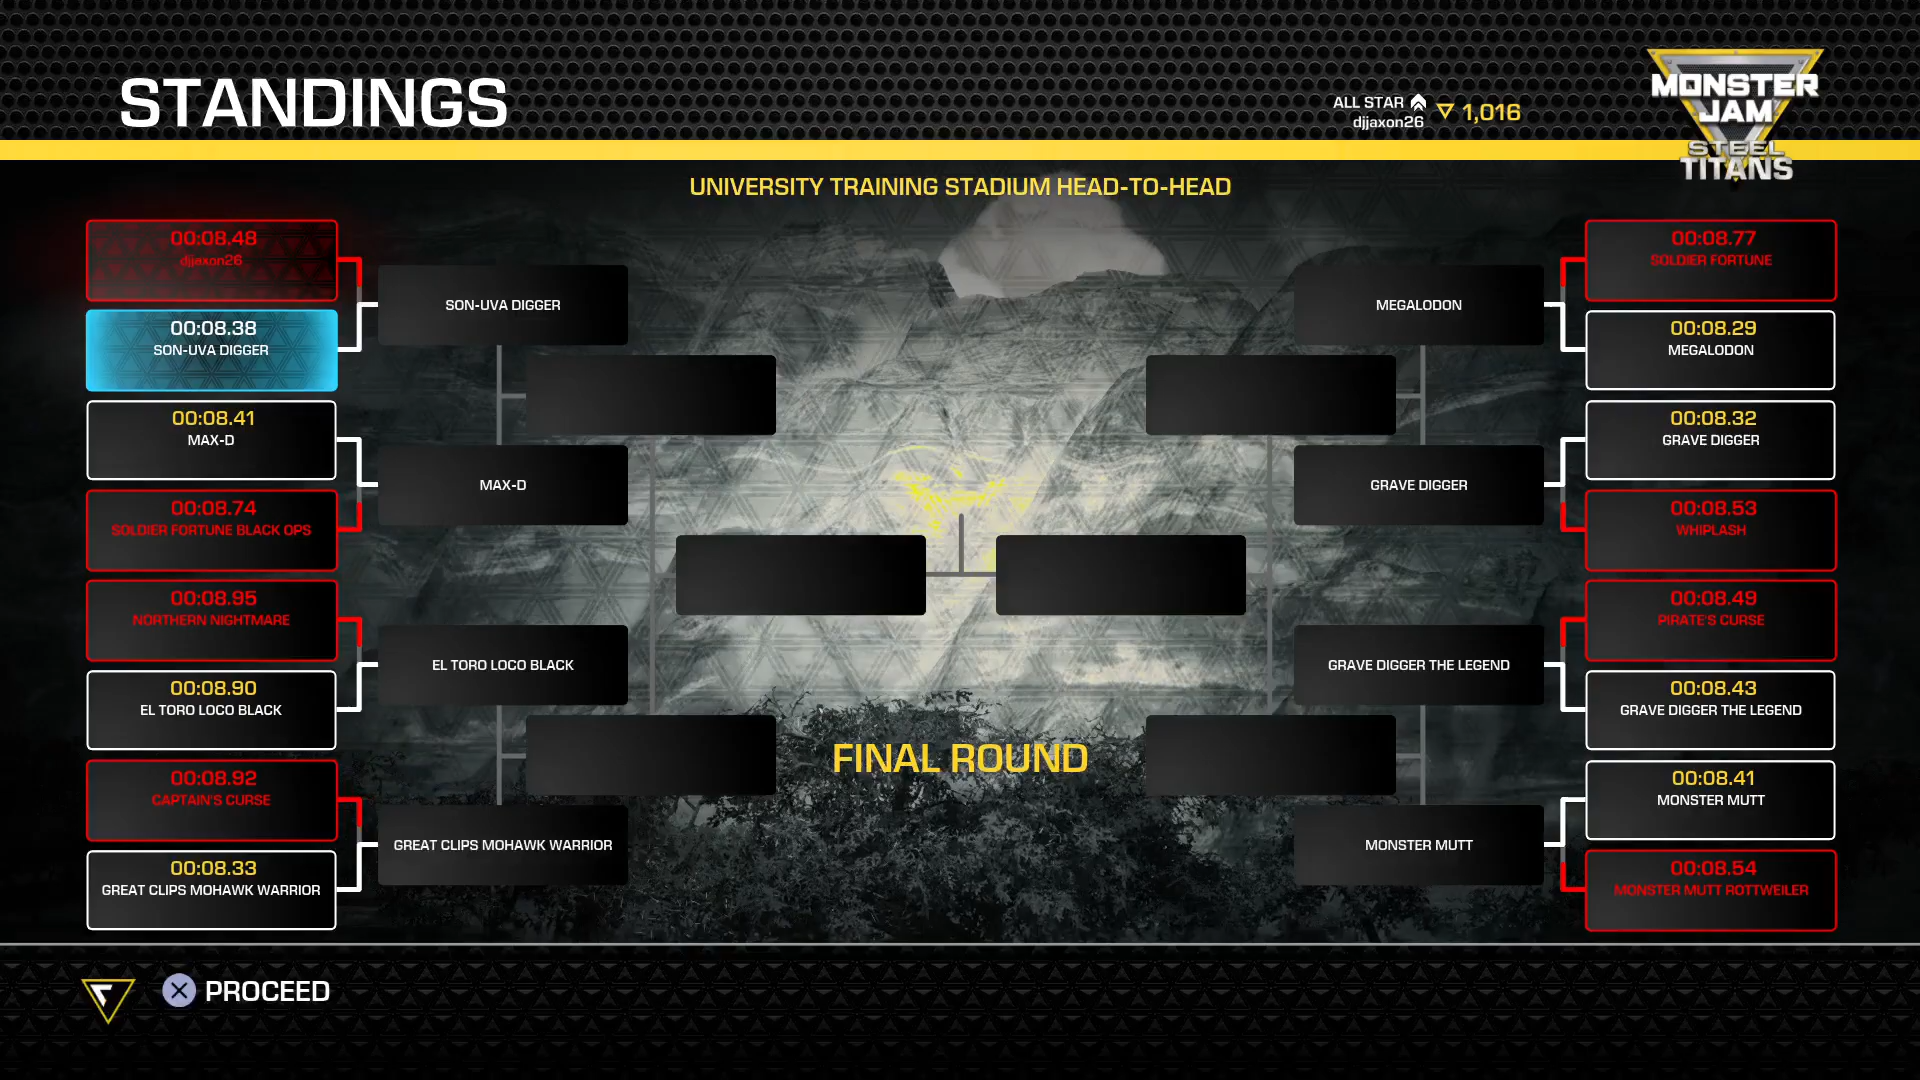 STANDINGS
ALL STAR
djjaxon26
1,016
MONSTER
JAM
STEEL
TITANS
UNIVERSITY TRAINING STADIUM HEAD-TO-HEAD
00:08.48
djjaxon26
00:08.38
SON-UVA DIGGER
00:08.41
MAX-D
00:08.74
SOLDIER FORTUNE BLACK OPS
00:08.95
NORTHERN NIGHTMARE
00:08.90
EL TORO LOCO BLACK
00:08.92
CAPTAIN'S CURSE
00:08.33
GREAT CLIPS MOHAWK WARRIOR
SON-UVA DIGGER
MAX-D
EL TORO LOCO BLACK
GREAT CLIPS MOHAWK WARRIOR
FINAL ROUND
MEGALODON
GRAVE DIGGER
GRAVE DIGGER THE LEGEND
MONSTER MUTT
00:08.77
SOLDIER FORTUNE
00:08.29
MEGALODON
00:08.32
GRAVE DIGGER
00:08.53
WHIPLASH
00:08.49
PIRATE'S CURSE
00:08.43
GRAVE DIGGER THE LEGEND
00:08.41
MONSTER MUTT
00:08.54
MONSTER MUTT ROTTWEILER
PROCEED